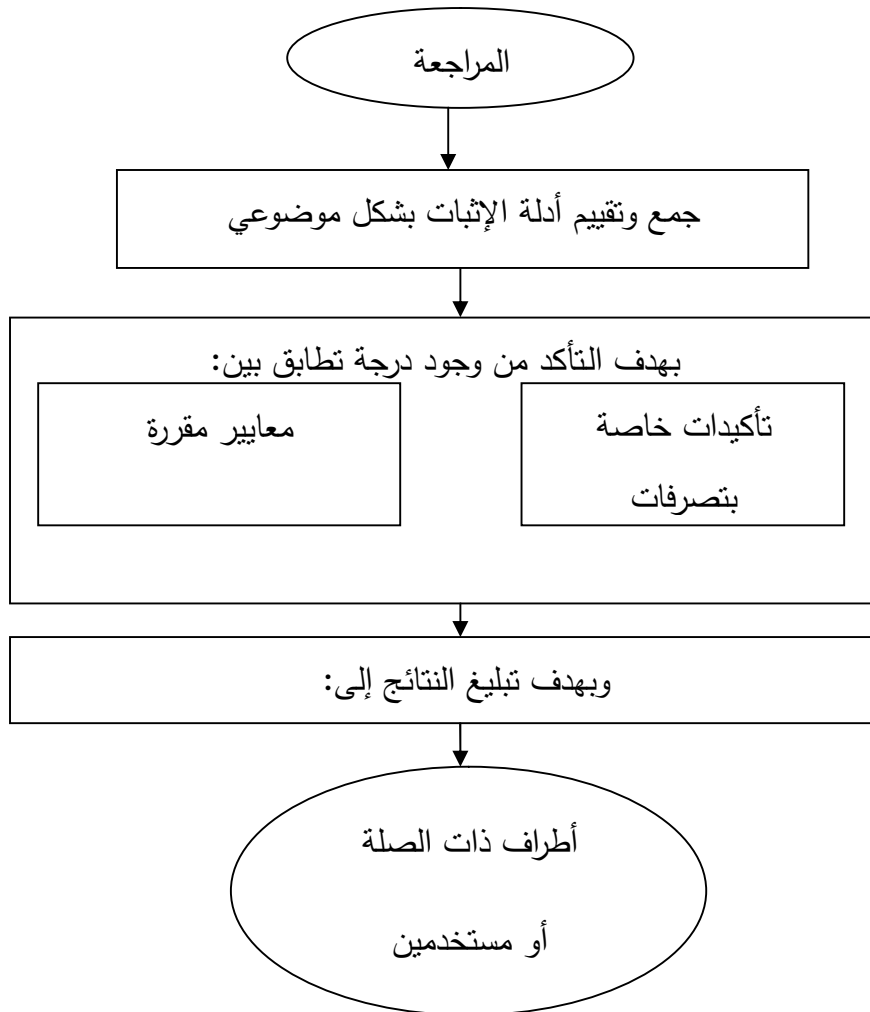 المراجعة
جمع وتقييم أدلة الإثبات بشكل موضوعي
بهدف التأكد من وجود درجة تطابق بين:
تأكيدات خاصة
بتصرفات
معايير مقررة
وبهدف تبليغ النتائج إلى:
أطراف ذات الصلة
أو مستخدمين